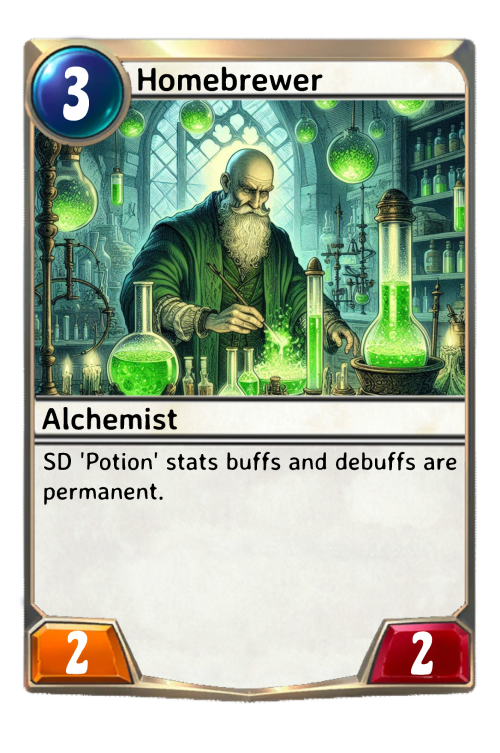 3
Homebrewer
Alchemist
SD 'Potion' stats buffs and debuffs are
permanent.
2
2